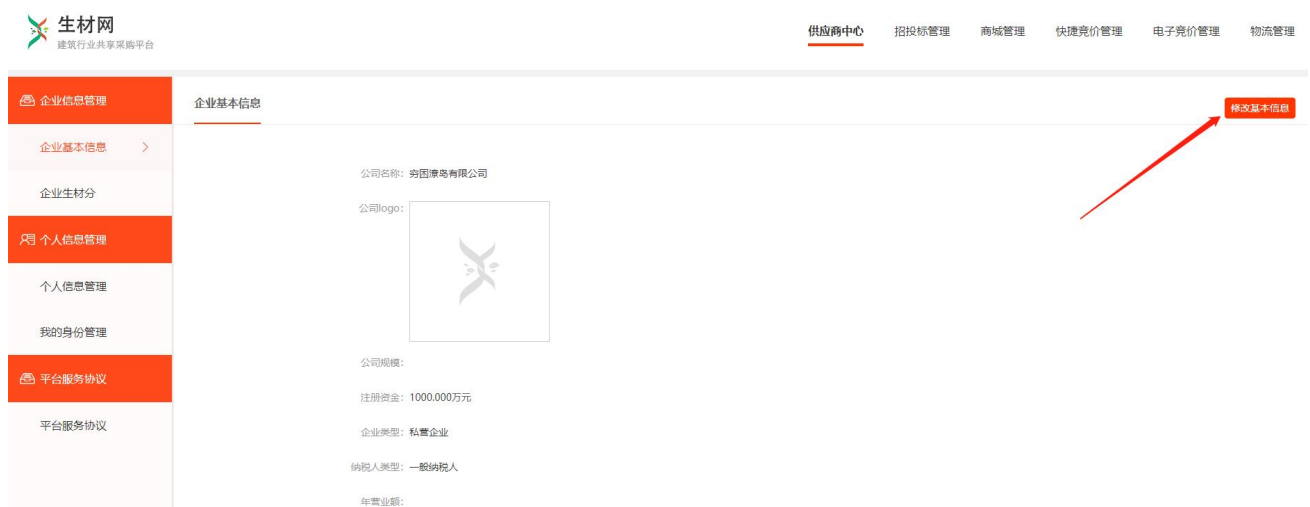 生材网
建筑行业共享采购平台
供应商中心 招投标管理 商城管理 快捷竞价管理 电子竞价管理 物流管理
企业信息管理
企业基本信息
修改基本信息
企业基本信息
企业生材分
个人信息管理
个人信息管理
我的身份管理
平台服务协议
平台服务协议
公司名称：穷困潦岛有限公司
公司logo：
公司规模：
注册资金：1000.000万元
企业类型：私营企业
纳税人类型：一般纳税人
年营业额：